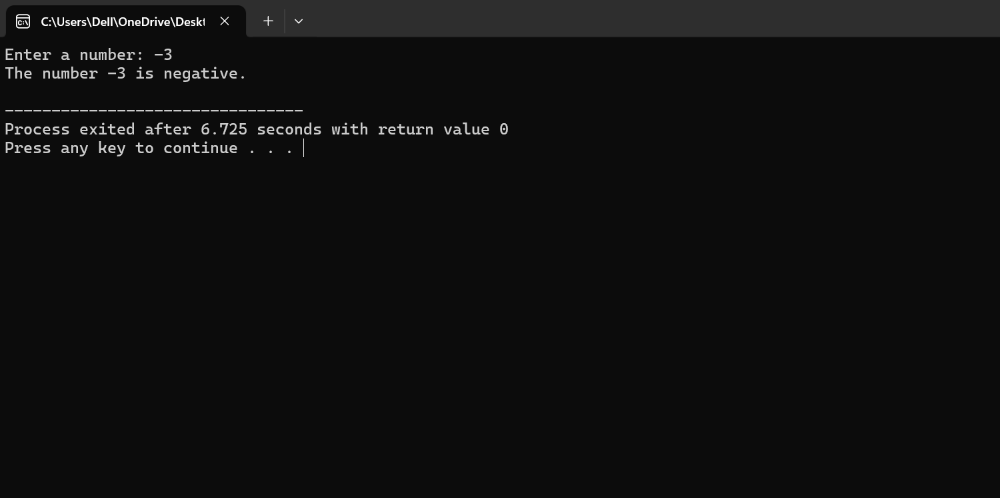 C:\Users\Dell\OneDrive\Deskt
Enter a number: -3
The number -3 is negative.
--------------------------------
Process exited after 6.725 seconds with return value 0
Press any key to continue . . .